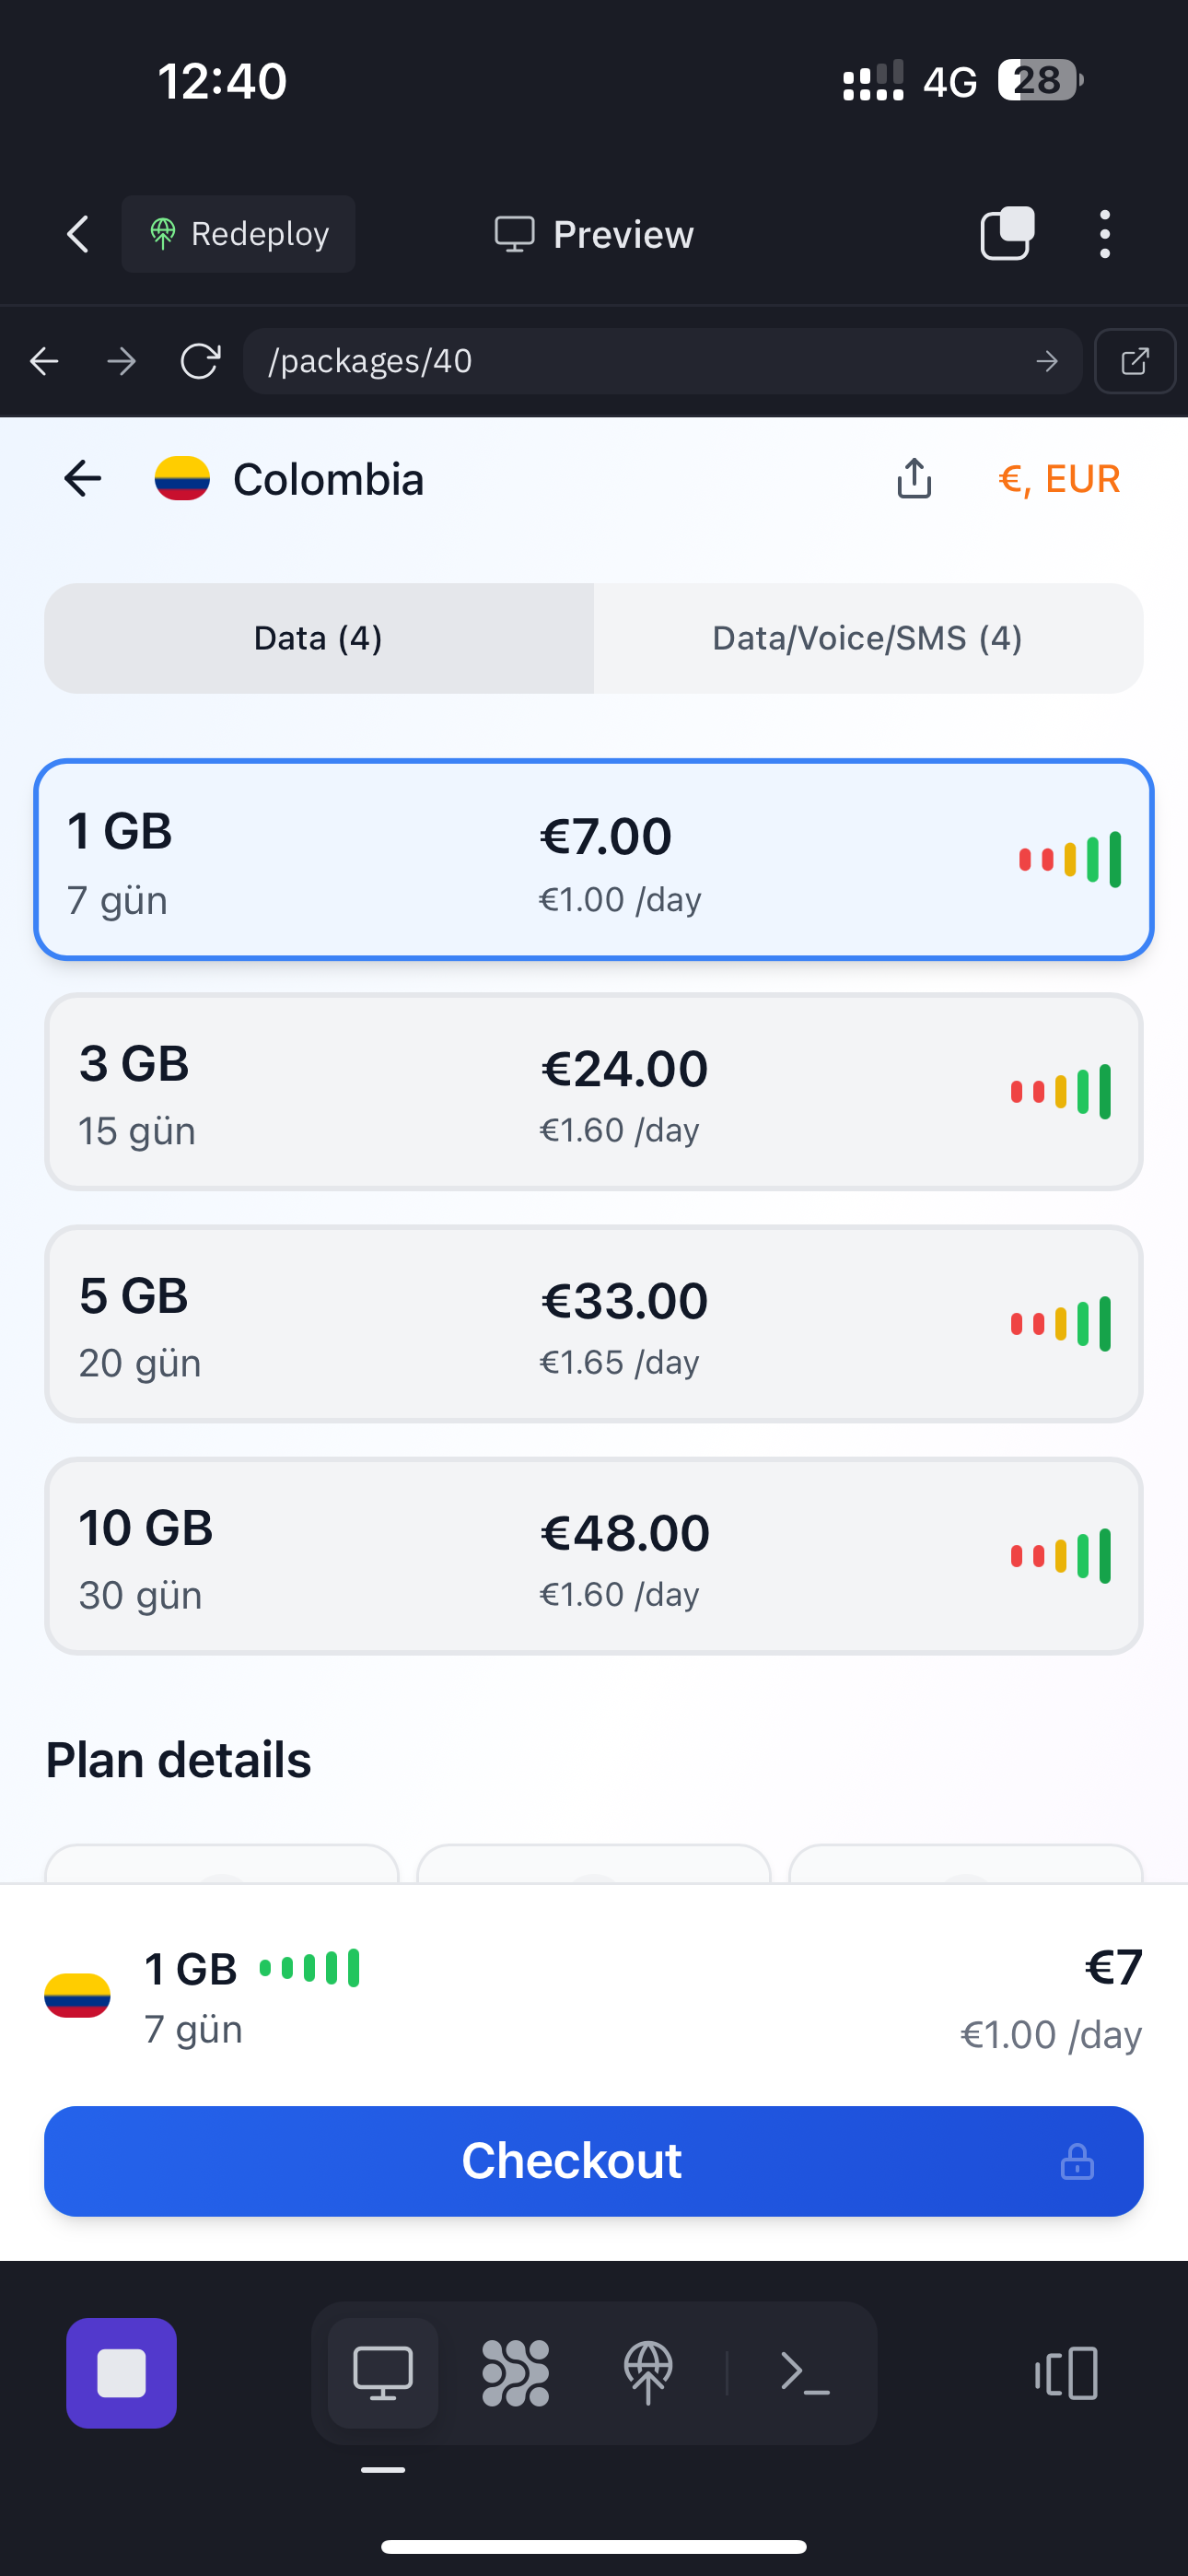 12:40
4G 28
Redeploy
Preview
/packages/40
Colombia
€, EUR
Data (4)
Data/Voice/SMS (4)
1 GB
€7.00
7 gün
€1.00 /day
3 GB
€24.00
15 gün
€1.60 /day
5 GB
€33.00
20 gün
€1.65 /day
10 GB
€48.00
30 gün
€1.60 /day
Plan details
1 GB
€7
7 gün
€1.00 /day
Checkout